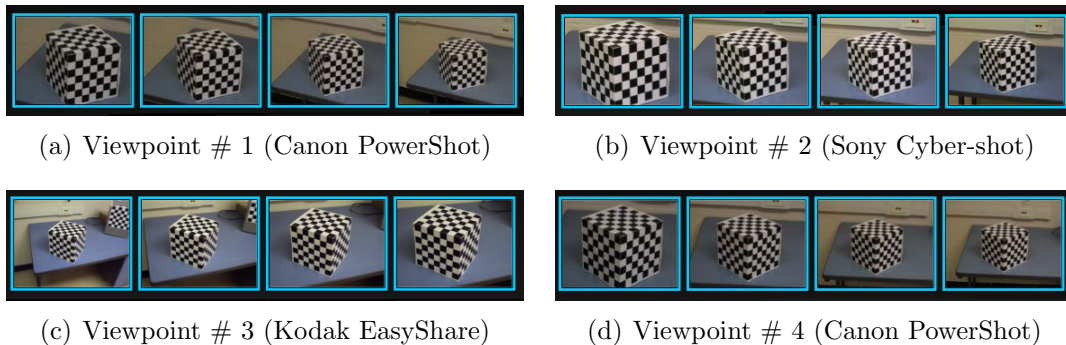 (a) Viewpoint # 1 (Canon PowerShot)
(b) Viewpoint # 2 (Sony Cyber-shot)
(c) Viewpoint # 3 (Kodak EasyShare)
(d) Viewpoint # 4 (Canon PowerShot)